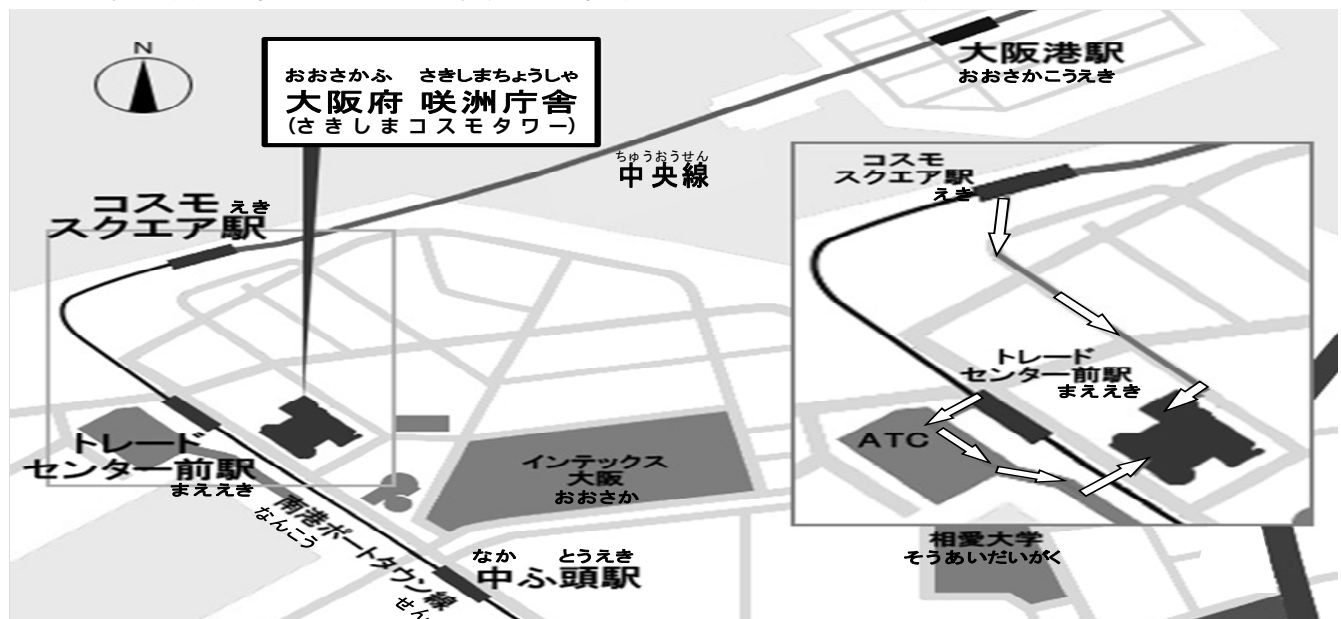 N
おおさかふ さきしまちょうしゃ
大阪府 咲洲庁舎
(さきしまコスモタワー)
大阪港駅
おおさかこうえき
ちゅうおうせん
中央線
コスモ
スクエア駅
えき
トレード
センター前駅
まええき
南港ポートタウン線
なんこう
せん
インテックス
大阪
おおさか
なか とうえき
中ふ頭駅
コスモ
スクエア駅
えき
トレード
センター前駅
まええき
ATC
相愛大学
そうあいだいがく